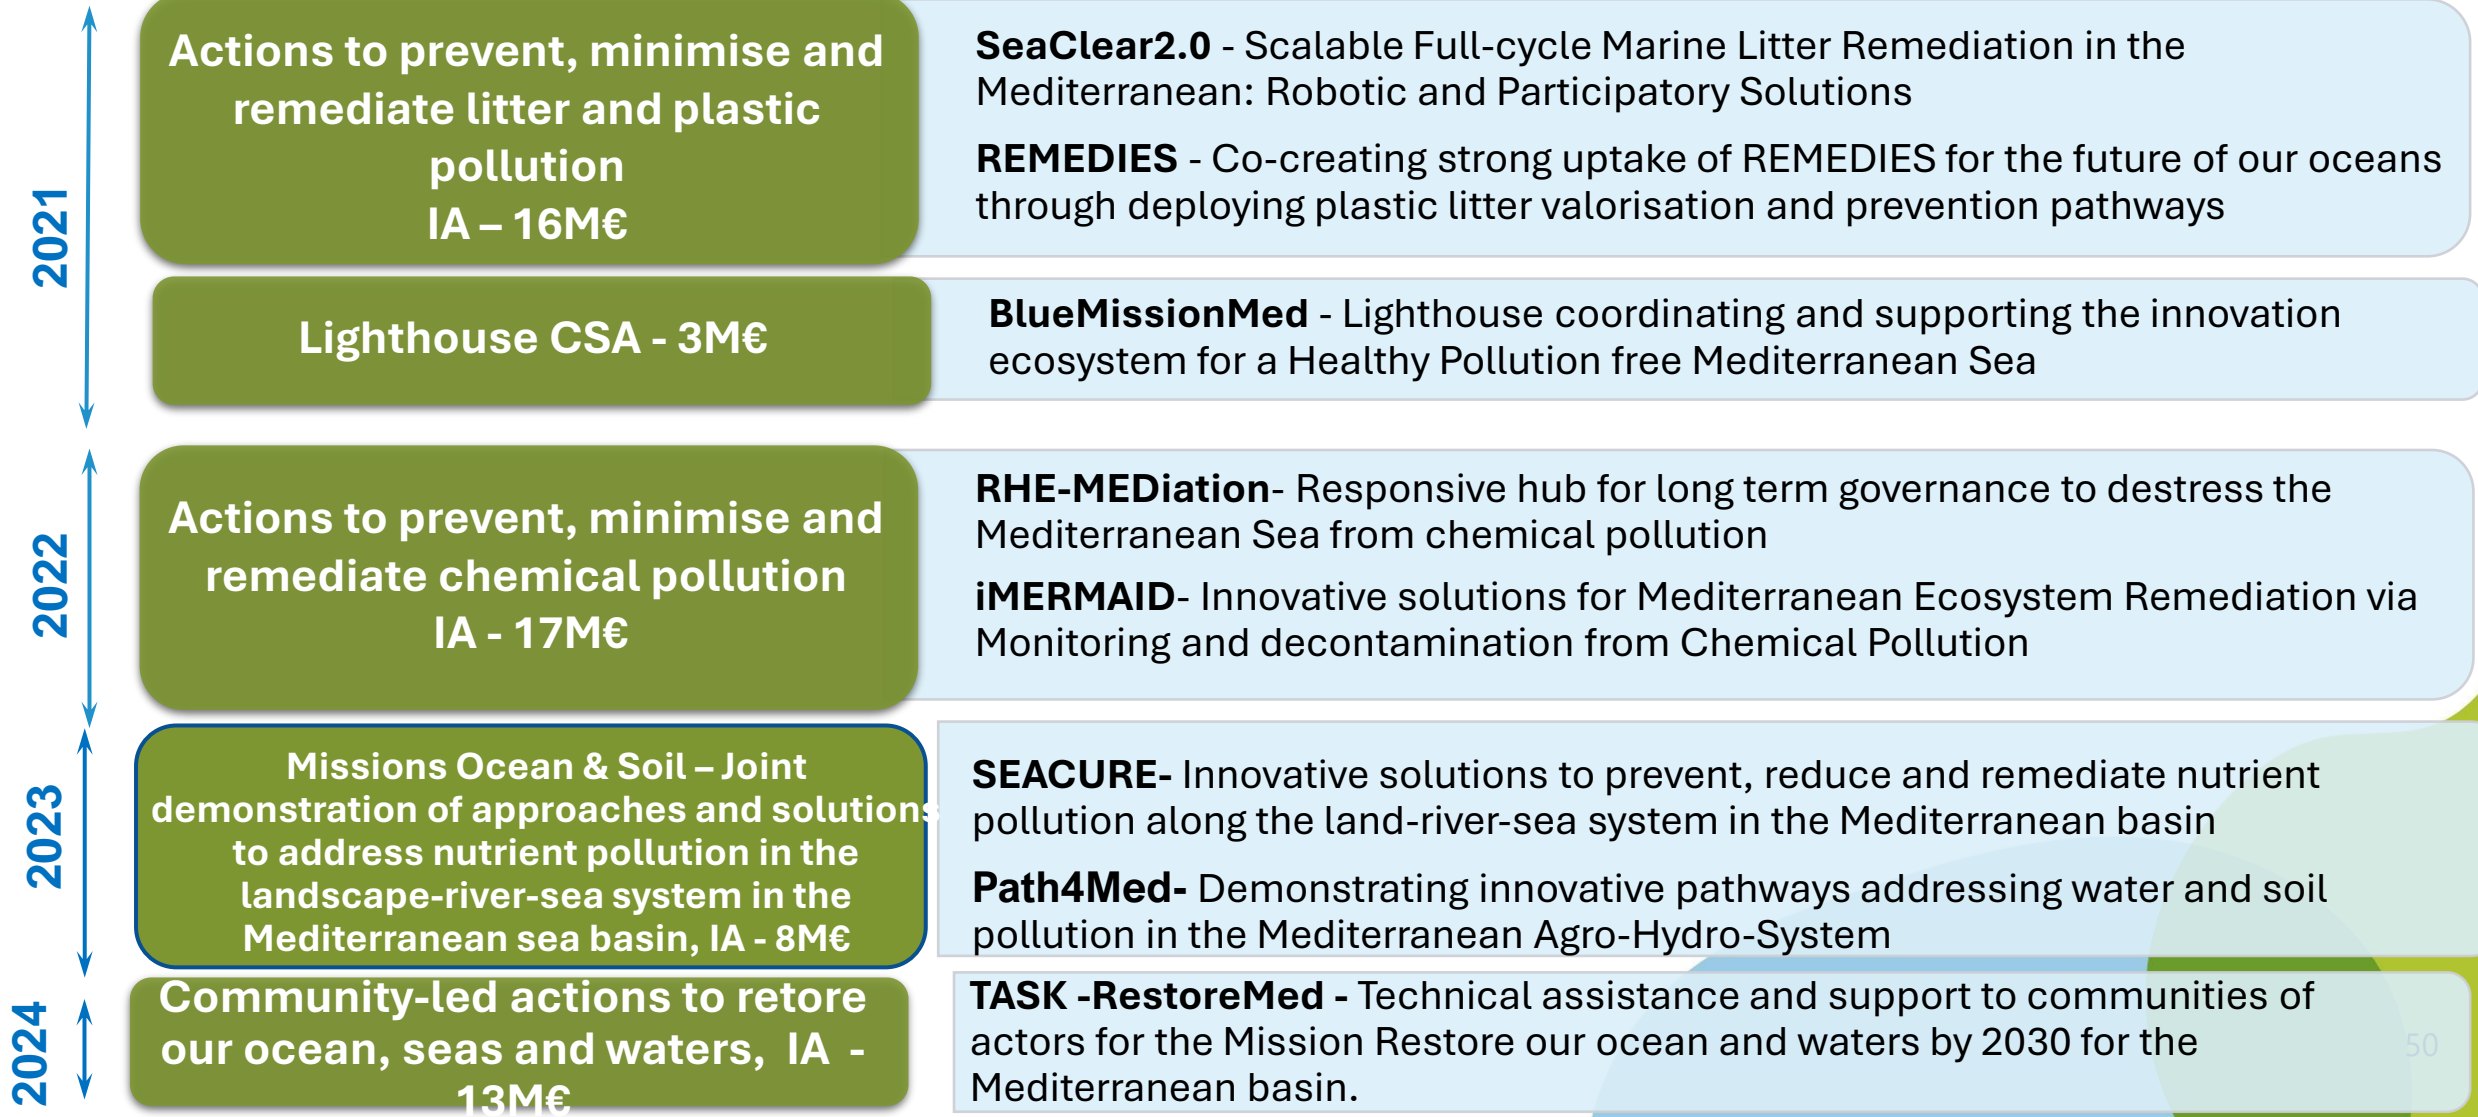 2021
Actions to prevent, minimise and
remediate litter and plastic
pollution
IA – 16M€
SeaClear2.0 - Scalable Full-cycle Marine Litter Remediation in the
Mediterranean: Robotic and Participatory Solutions
REMEDIES - Co-creating strong uptake of REMEDIES for the future of our oceans
through deploying plastic litter valorisation and prevention pathways
Lighthouse CSA - 3M€
BlueMissionMed - Lighthouse coordinating and supporting the innovation
ecosystem for a Healthy Pollution free Mediterranean Sea
2022
Actions to prevent, minimise and
remediate chemical pollution
IA - 17M€
RHE-MEDiation- Responsive hub for long term governance to destress the
Mediterranean Sea from chemical pollution
iMERMAID- Innovative solutions for Mediterranean Ecosystem Remediation via
Monitoring and decontamination from Chemical Pollution
2023
Missions Ocean & Soil – Joint
demonstration of approaches and solutions
to address nutrient pollution in the
landscape-river-sea system in the
Mediterranean sea basin, IA - 8M€
SEACURE- Innovative solutions to prevent, reduce and remediate nutrient
pollution along the land-river-sea system in the Mediterranean basin
Path4Med- Demonstrating innovative pathways addressing water and soil
pollution in the Mediterranean Agro-Hydro-System
2024
Community-led actions to retore
our ocean, seas and waters, IA -
13M€
TASK -RestoreMed - Technical assistance and support to communities of
actors for the Mission Restore our ocean and waters by 2030 for the
Mediterranean basin.
50